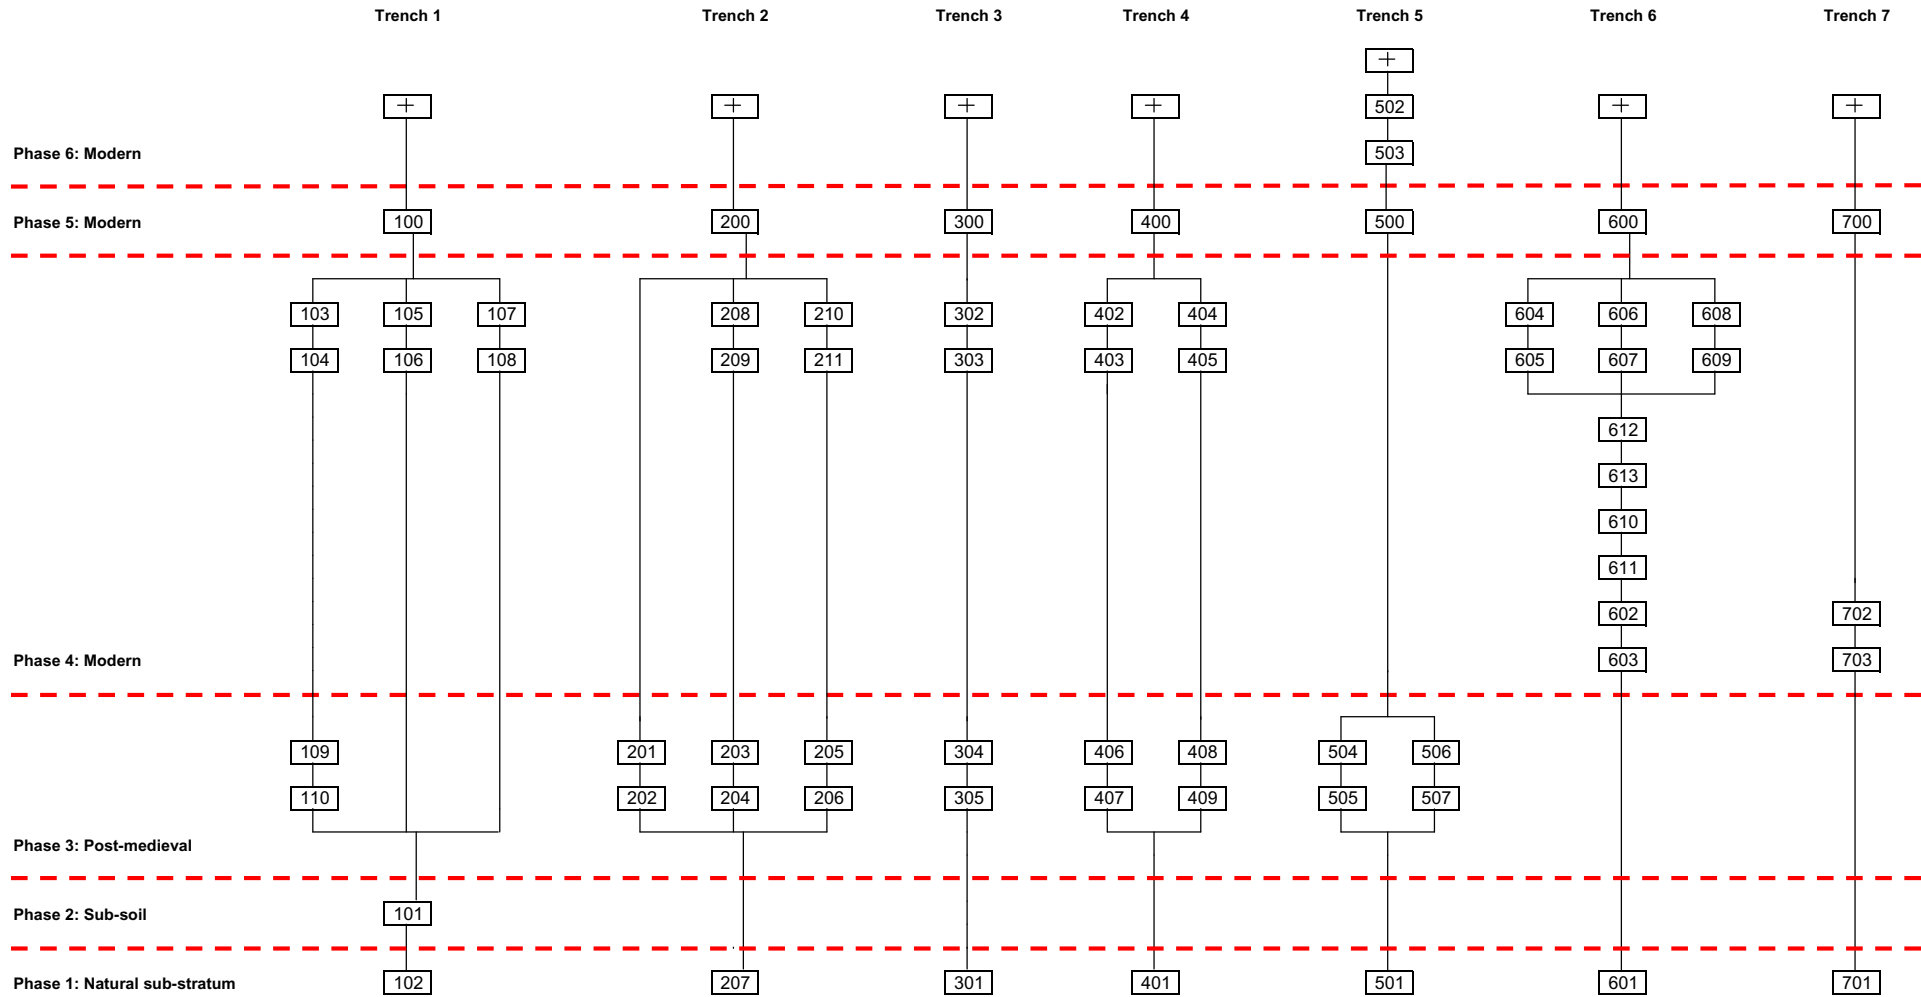 Trench 1 Trench 2 Trench 3 Trench 4 Trench 5 Trench 6 Trench 7
+
+ + + + 502 + +
Phase 6: Modern 503
Phase 5: Modern 100 200 300 400 500 600 700
103 105 107 208 210 302 402 404 604 606 608
104 106 108 209 211 303 403 405 605 607 609
612
613
610
611
602 702
Phase 4: Modern 603 703
109 201 203 205 304 406 408 504 506
110 202 204 206 305 407 409 505 507
Phase 3: Post-medieval
Phase 2: Sub-soil 101
Phase 1: Natural sub-stratum 102 207 301 401 501 601 701